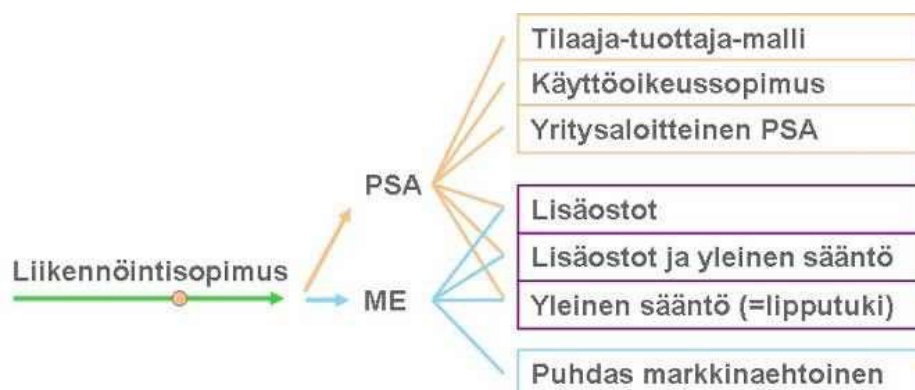 Tilaaja-tuottaja-malli
Käyttöoikeussopimus
Yritysaloitteinen PSA
PSA
Lisäostot
Lisäostot ja yleinen sääntö
Liikennöintisopimus
ME
Yleinen sääntö (=lipputuki)
Puhdas markkinaehtoinen